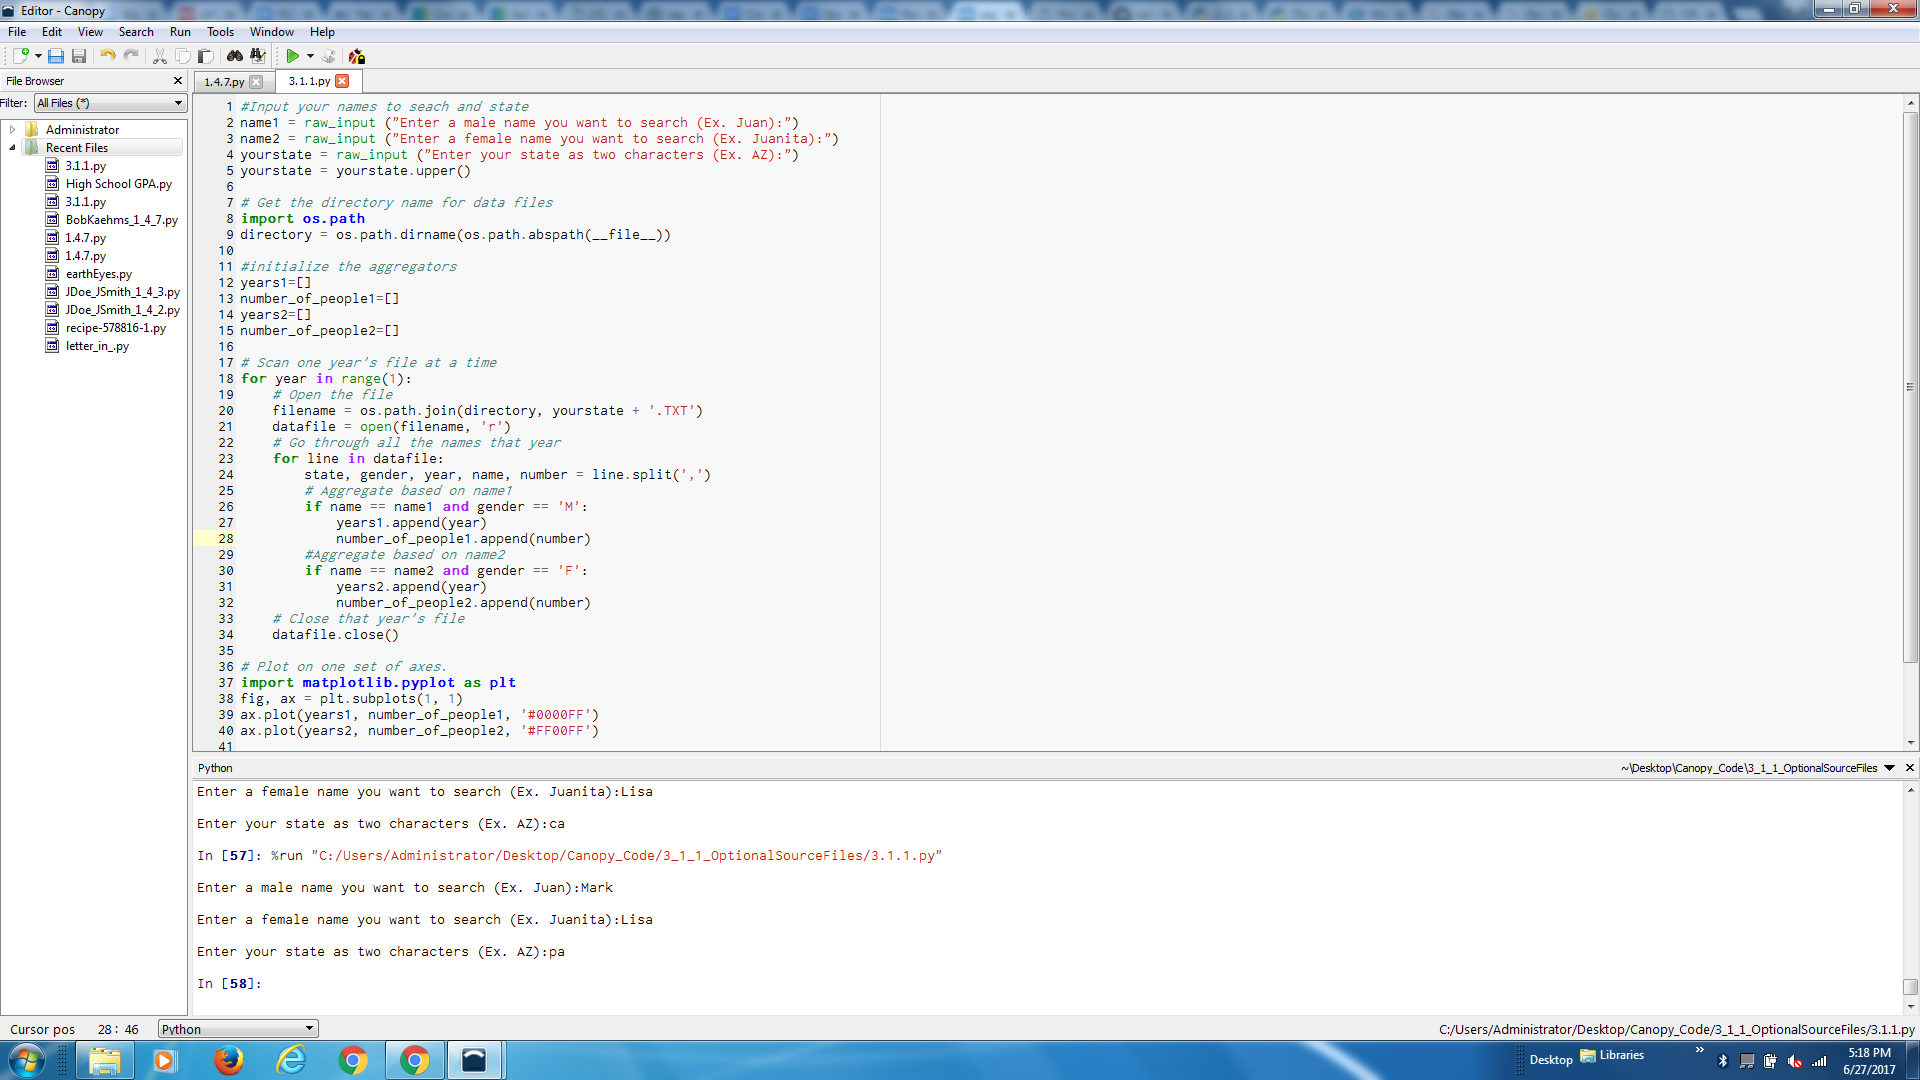 Editor - Canopy
File Edit View Search Run Tools Window Help
File Browser
Filter: All Files (*)
Administrator
Recent Files
3.1.1.py
High School GPA.py
3.1.1.py
BobKaehms_1_4_7.py
1.4.7.py
1.4.7.py
earthEyes.py
JDoe_JSmith_1_4_3.py
JDoe_JSmith_1_4_2.py
recipe-578816-1.py
letter_in_.py
1.4.7.py 3.1.1.py
1 #Input your names to seach and state
2 name1 = raw_input ("Enter a male name you want to search (Ex. Juan):")
3 name2 = raw_input ("Enter a female name you want to search (Ex. Juanita):")
4 yourstate = raw_input ("Enter your state as two characters (Ex. AZ):")
5 yourstate = yourstate.upper()
6
7 # Get the directory name for data files
8 import os.path
9 directory = os.path.dirname(os.path.abspath(__file__))
10
11 #initialize the aggregators
12 years1=[]
13 number_of_people1=[]
14 years2=[]
15 number_of_people2=[]
16
17 # Scan one year's file at a time
18 for year in range(1):
19     # Open the file
20     filename = os.path.join(directory, yourstate + '.TXT')
21     datafile = open(filename, 'r')
22     # Go through all the names that year
23     for line in datafile:
24         state, gender, year, name, number = line.split(',')
25         # Aggregate based on name1
26         if name == name1 and gender == 'M':
27             years1.append(year)
28             number_of_people1.append(number)
29         #Aggregate based on name2
30         if name == name2 and gender == 'F':
31             years2.append(year)
32             number_of_people2.append(number)
33     # Close that year's file
34     datafile.close()
35
36 # Plot on one set of axes.
37 import matplotlib.pyplot as plt
38 fig, ax = plt.subplots(1, 1)
39 ax.plot(years1, number_of_people1, '#0000FF')
40 ax.plot(years2, number_of_people2, '#FF00FF')
41
Python ~\Desktop\Canopy_Code\3_1_1_OptionalSourceFiles
Enter a female name you want to search (Ex. Juanita):Lisa
Enter your state as two characters (Ex. AZ):ca
In [57]: %run "C:/Users/Administrator/Desktop/Canopy_Code/3_1_1_OptionalSourceFiles/3.1.1.py"
Enter a male name you want to search (Ex. Juan):Mark
Enter a female name you want to search (Ex. Juanita):Lisa
Enter your state as two characters (Ex. AZ):pa
In [58]:
Cursor pos 28 : 46 Python C:/Users/Administrator/Desktop/Canopy_Code/3_1_1_OptionalSourceFiles/3.1.1.py
Desktop Libraries » 5:18 PM
6/27/2017